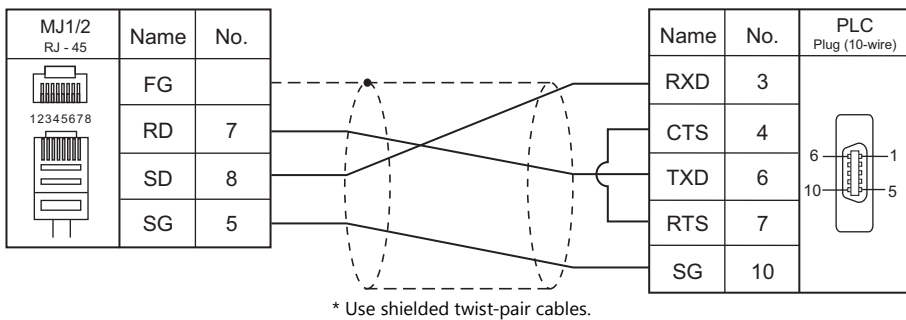 MJ1/2
RJ - 45
Name
No.
12345678
FG
RD 7
SD 8
SG 5
Name
No.
PLC
Plug (10-wire)
RXD 3
CTS 4
TXD 6
RTS 7
SG 10
6 1
10 5
* Use shielded twist-pair cables.